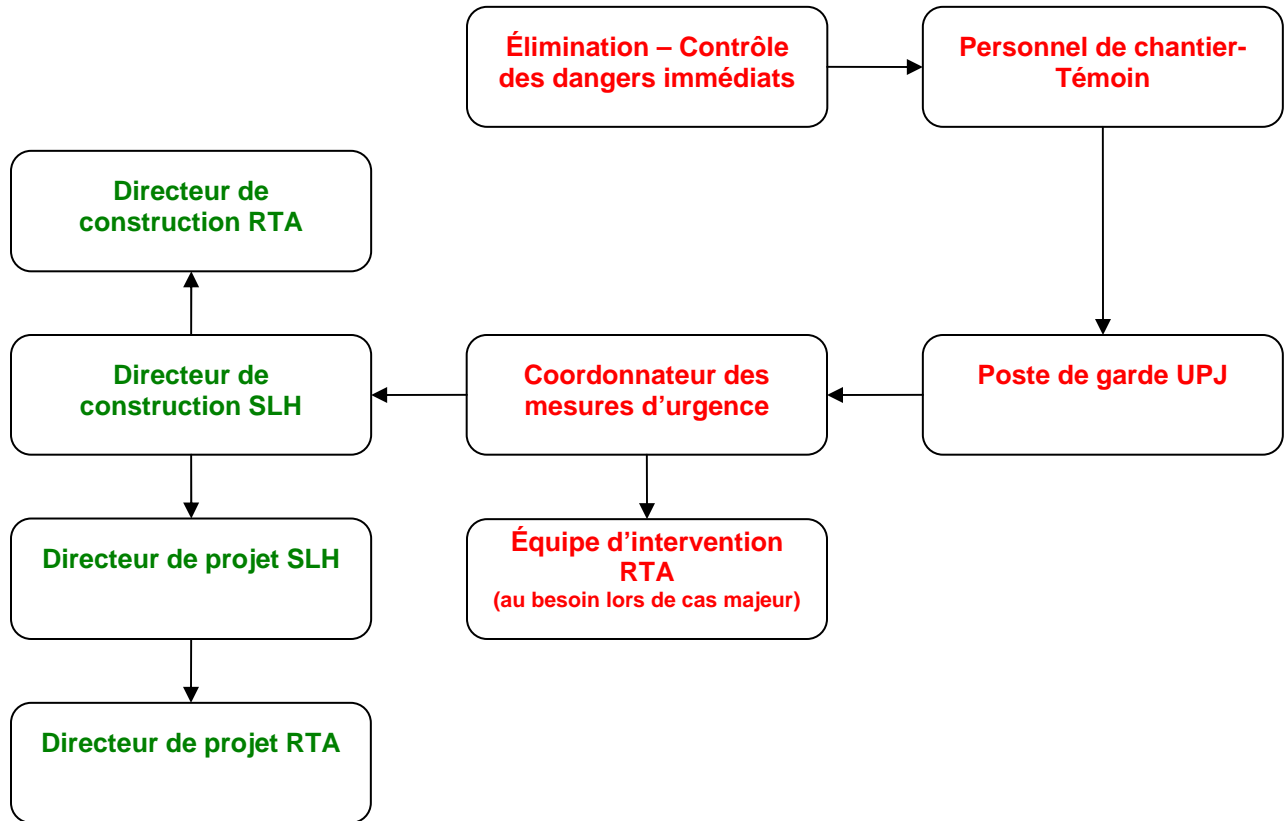 Élimination – Contrôle
des dangers immédiats
Personnel de chantier-
Témoin
Directeur de
construction RTA
Directeur de
construction SLH
Coordonnateur des
mesures d’urgence
Poste de garde UPJ
Directeur de projet SLH
Équipe d’intervention
RTA
(au besoin lors de cas majeur)
Directeur de projet RTA